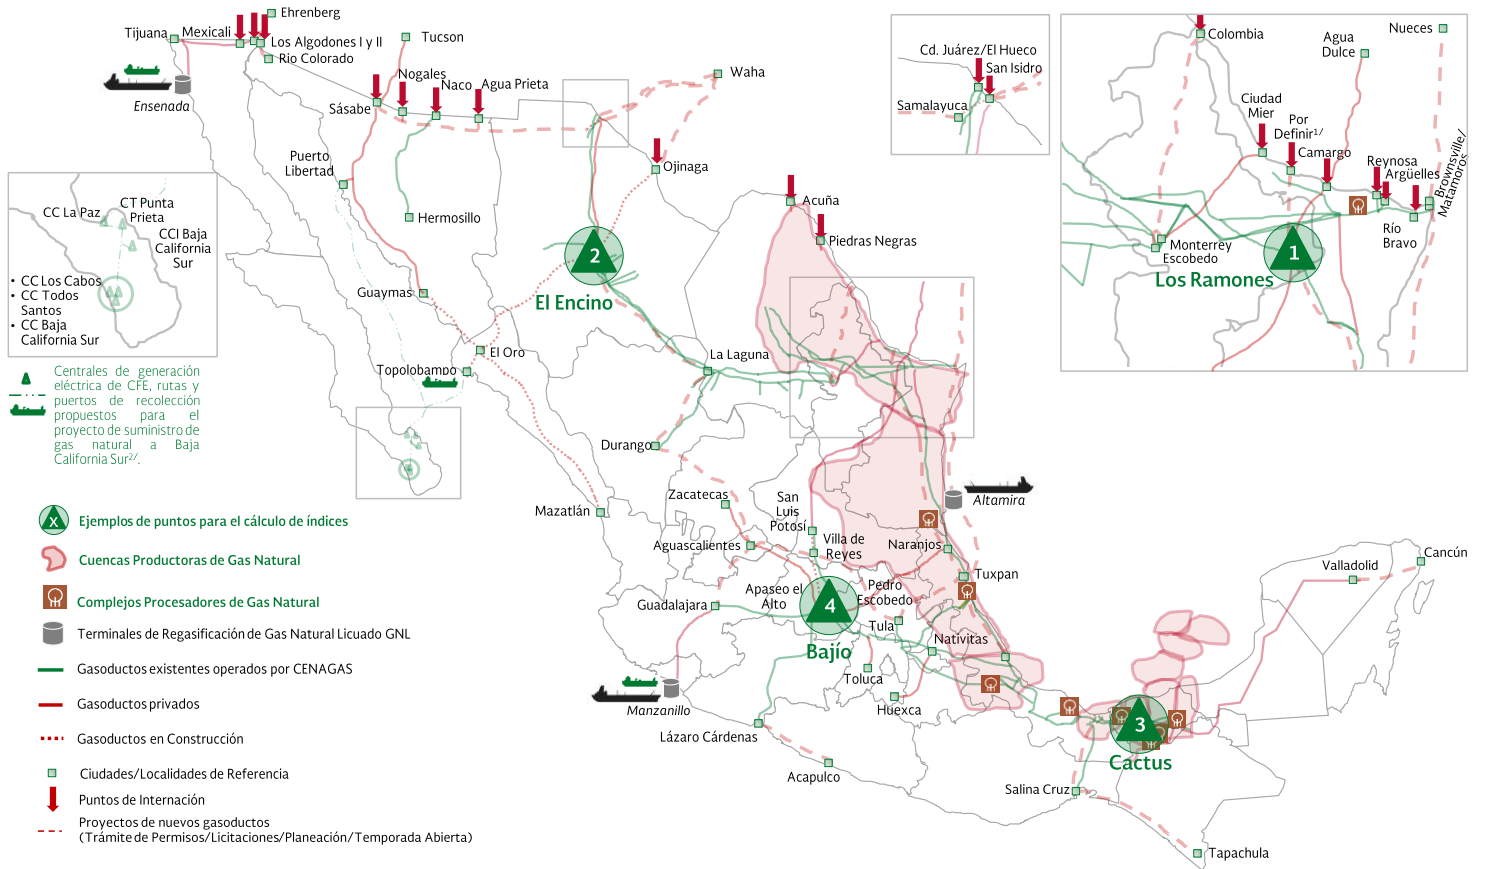 Ehrenberg
Tijuana
Mexicali
Los Algodones I y II
Rio Colorado
Ensenada
Tucson
Nogales
Naco
Agua Prieta
Sásabe
Waha
Puerto
Libertad
Hermosillo
Ojinaga
Acuña
Piedras Negras
Guaymas
El Oro
Topolobampo
2
El Encino
La Laguna
Durango
Mazatlán
Zacatecas
San
Luis
Potosí
Aguascalientes
Villa de
Reyes
Altamira
Naranjos
Tuxpan
Apaseo el
Alto
Pedro
Escobedo
Guadalajara
4
Bajío
Tula
Nativitas
Toluca
Huexca
Manzanillo
Lázaro Cárdenas
Acapulco
3
Cactus
Salina Cruz
Tapachula
Valladolid
Cancún
Cd. Juárez/El Hueco
San Isidro
Samalayuca
Colombia
Nueces
Agua
Dulce
Ciudad
Mier
Por
Definir1/
Camargo
Reynosa
Argüelles
Brownsville/
Matamoros
Río
Bravo
Monterrey
Escobedo
1
Los Ramones
CC La Paz
CT Punta
Prieta
CCI Baja
California
Sur
• CC Los Cabos
• CC Todos
Santos
• CC Baja
California Sur
Centrales de generación
eléctrica de CFE, rutas y
puertos de recolección
propuestos para el
proyecto de suministro de
gas natural a Baja
California Sur2/.
X
Ejemplos de puntos para el cálculo de índices
Cuencas Productoras de Gas Natural
Complejos Procesadores de Gas Natural
Terminales de Regasificación de Gas Natural Licuado GNL
Gasoductos existentes operados por CENAGAS
Gasoductos privados
Gasoductos en Construcción
Ciudades/Localidades de Referencia
Puntos de Internación
Proyectos de nuevos gasoductos
(Trámite de Permisos/Licitaciones/Planeación/Temporada Abierta)